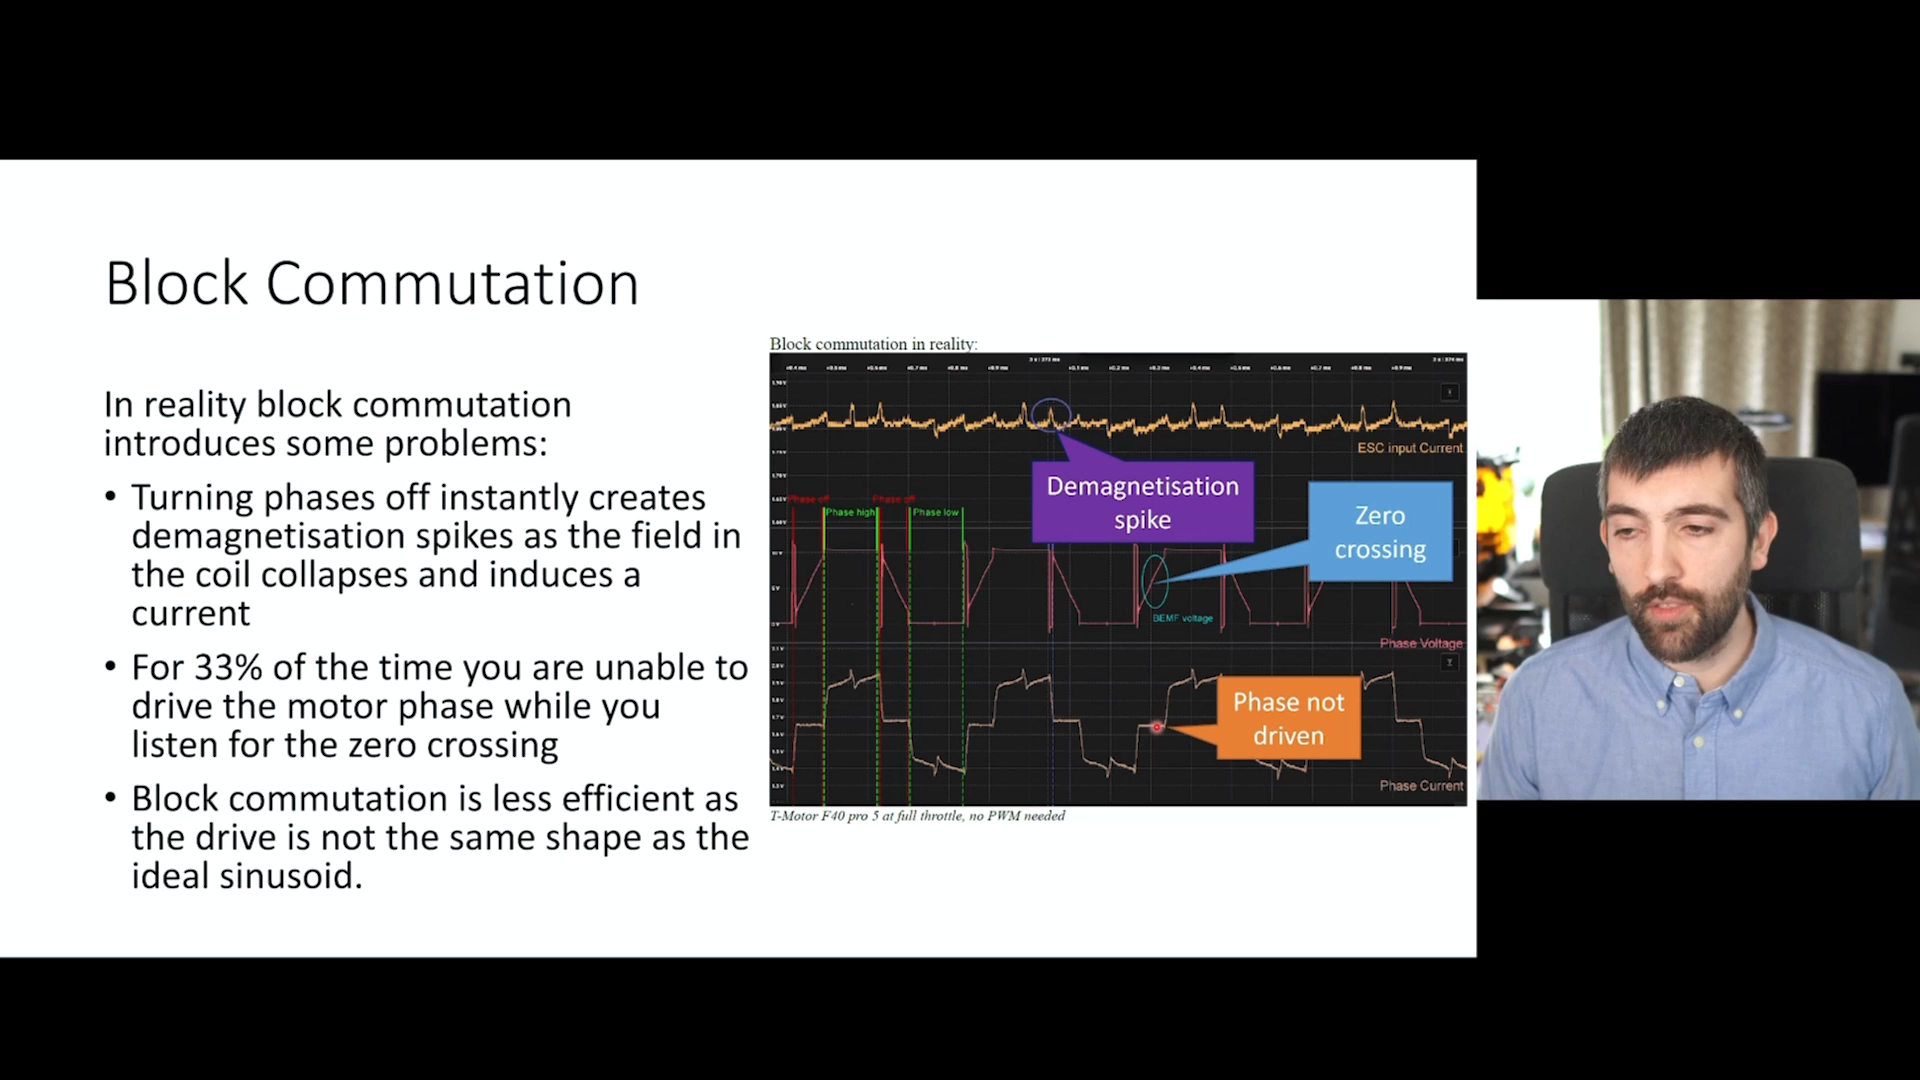 Block Commutation
In reality block commutation
introduces some problems:
• Turning phases off instantly creates
demagnetisation spikes as the field in
the coil collapses and induces a
current
• For 33% of the time you are unable to
drive the motor phase while you
listen for the zero crossing
• Block commutation is less efficient as
the drive is not the same shape as the
ideal sinusoid.
Block commutation in reality:
ESC input Current
Demagnetisation
spike
Zero
crossing
Phase off
Phase off
Phase high
Phase low
BEMF voltage
Phase Voltage
Phase not
driven
Phase Current
T-Motor F40 pro 5 at full throttle, no PWM needed